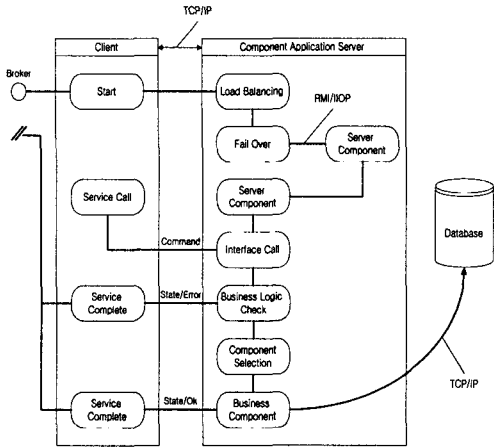 TCP/IP
Client
Component Application Server
Broker
Start
Load Balancing
RMI/IIOP
Fail Over
Server
Component
Service Call
Server
Component
Database
Command
Interface Call
Service
Complete
State/Error
Business Logic
Check
Component
Selection
TCP/IP
Service
Complete
State/Ok
Business
Component